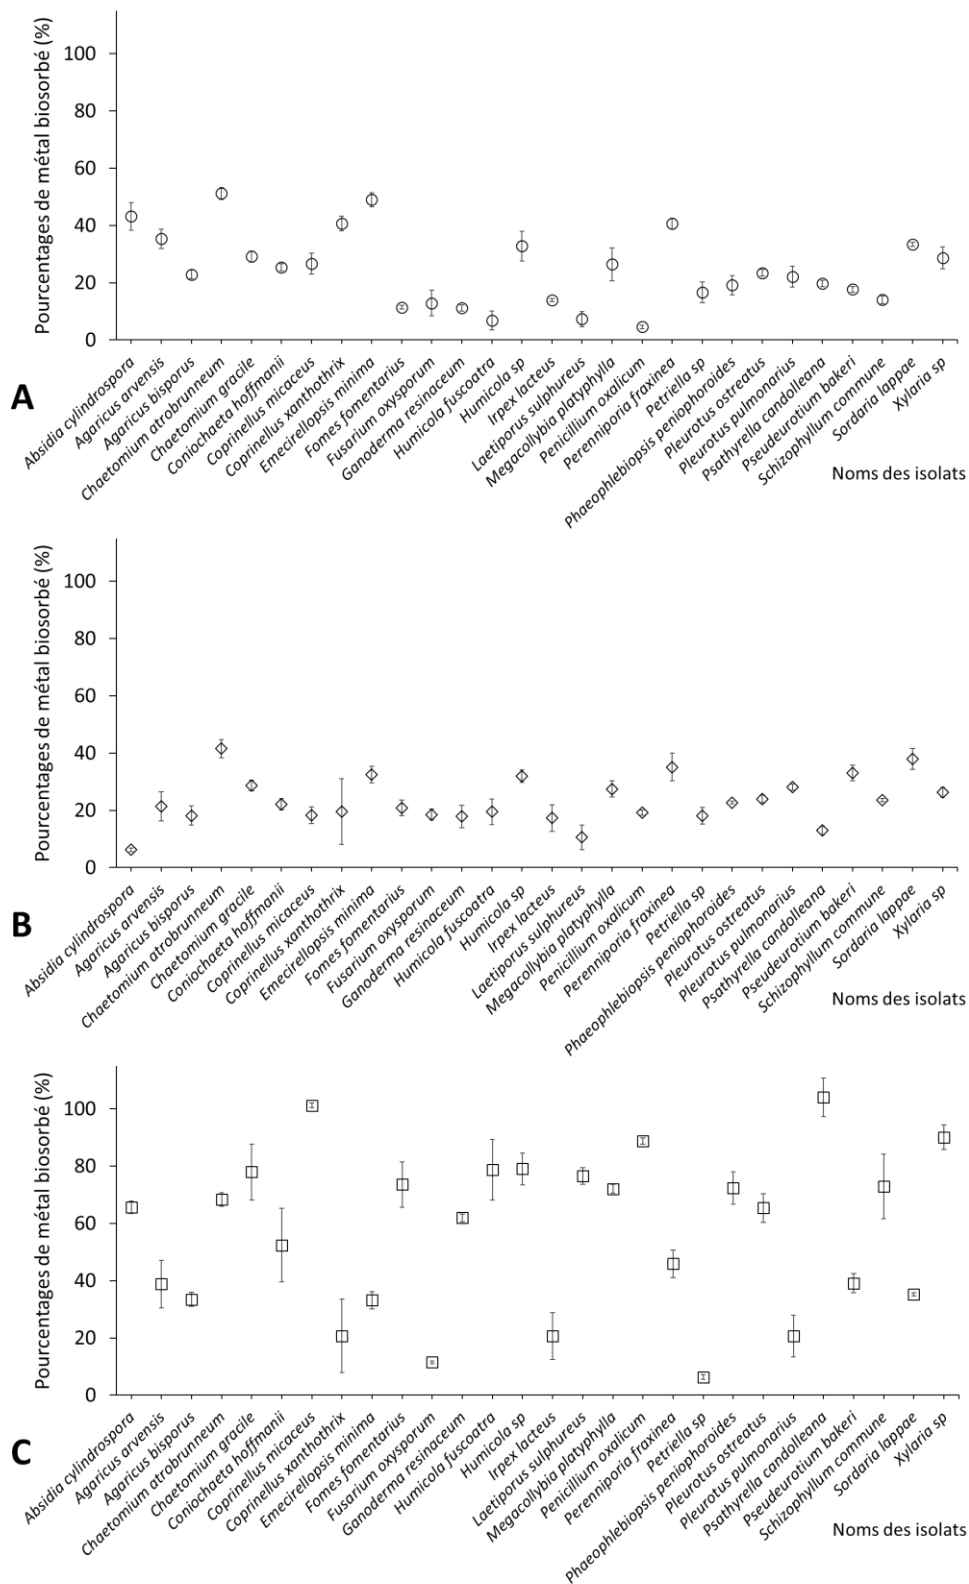 Pourcentages de métal biosorbé (%)
100
80
60
40
20
0
Absidia cylindrospora
Agaricus arvensis
Agaricus bisporus
Chaetomium atrobrunneum
Chaetomium gracile
Coniochaeta hoffmanii
Coprinellus micaceus
Coprinellus xanthothrix
Emecirellopsis minima
Fomes fomentarius
Fusarium oxysporum
Ganoderma resinaceum
Humicola fuscoatra
Humicola sp
Irpex lacteus
Laetiporus sulphureus
Megacollybia platyphylla
Penicillium oxalicum
Perenniporia fraxinea
Petriella sp
Phaeophlebiopsis peniophoroides
Pleurotus ostreatus
Pleurotus pulmonarius
Psathyrella candolleana
Pseuderotium bakeri
Schizophyllum commune
Sordaria lappae
Xylaria sp
A
Noms des isolats
Pourcentages de métal biosorbé (%)
100
80
60
40
20
0
Absidia cylindrospora
Agaricus arvensis
Agaricus bisporus
Chaetomium atrobrunneum
Chaetomium gracile
Coniochaeta hoffmanii
Coprinellus micaceus
Coprinellus xanthothrix
Emecirellopsis minima
Fomes fomentarius
Fusarium oxysporum
Ganoderma resinaceum
Humicola fuscoatra
Humicola sp
Irpex lacteus
Laetiporus sulphureus
Megacollybia platyphylla
Penicillium oxalicum
Perenniporia fraxinea
Petriella sp
Phaeophlebiopsis peniophoroides
Pleurotus ostreatus
Pleurotus pulmonarius
Psathyrella candolleana
Pseuderotium bakeri
Schizophyllum commune
Sordaria lappae
Xylaria sp
B
Noms des isolats
Pourcentages de métal biosorbé (%)
100
80
60
40
20
0
Absidia cylindrospora
Agaricus arvensis
Agaricus bisporus
Chaetomium atrobrunneum
Chaetomium gracile
Coniochaeta hoffmanii
Coprinellus micaceus
Coprinellus xanthothrix
Emecirellopsis minima
Fomes fomentarius
Fusarium oxysporum
Ganoderma resinaceum
Humicola fuscoatra
Humicola sp
Irpex lacteus
Laetiporus sulphureus
Megacollybia platyphylla
Penicillium oxalicum
Perenniporia fraxinea
Petriella sp
Phaeophlebiopsis peniophoroides
Pleurotus ostreatus
Pleurotus pulmonarius
Psathyrella candolleana
Pseuderotium bakeri
Schizophyllum commune
Sordaria lappae
Xylaria sp
C
Noms des isolats